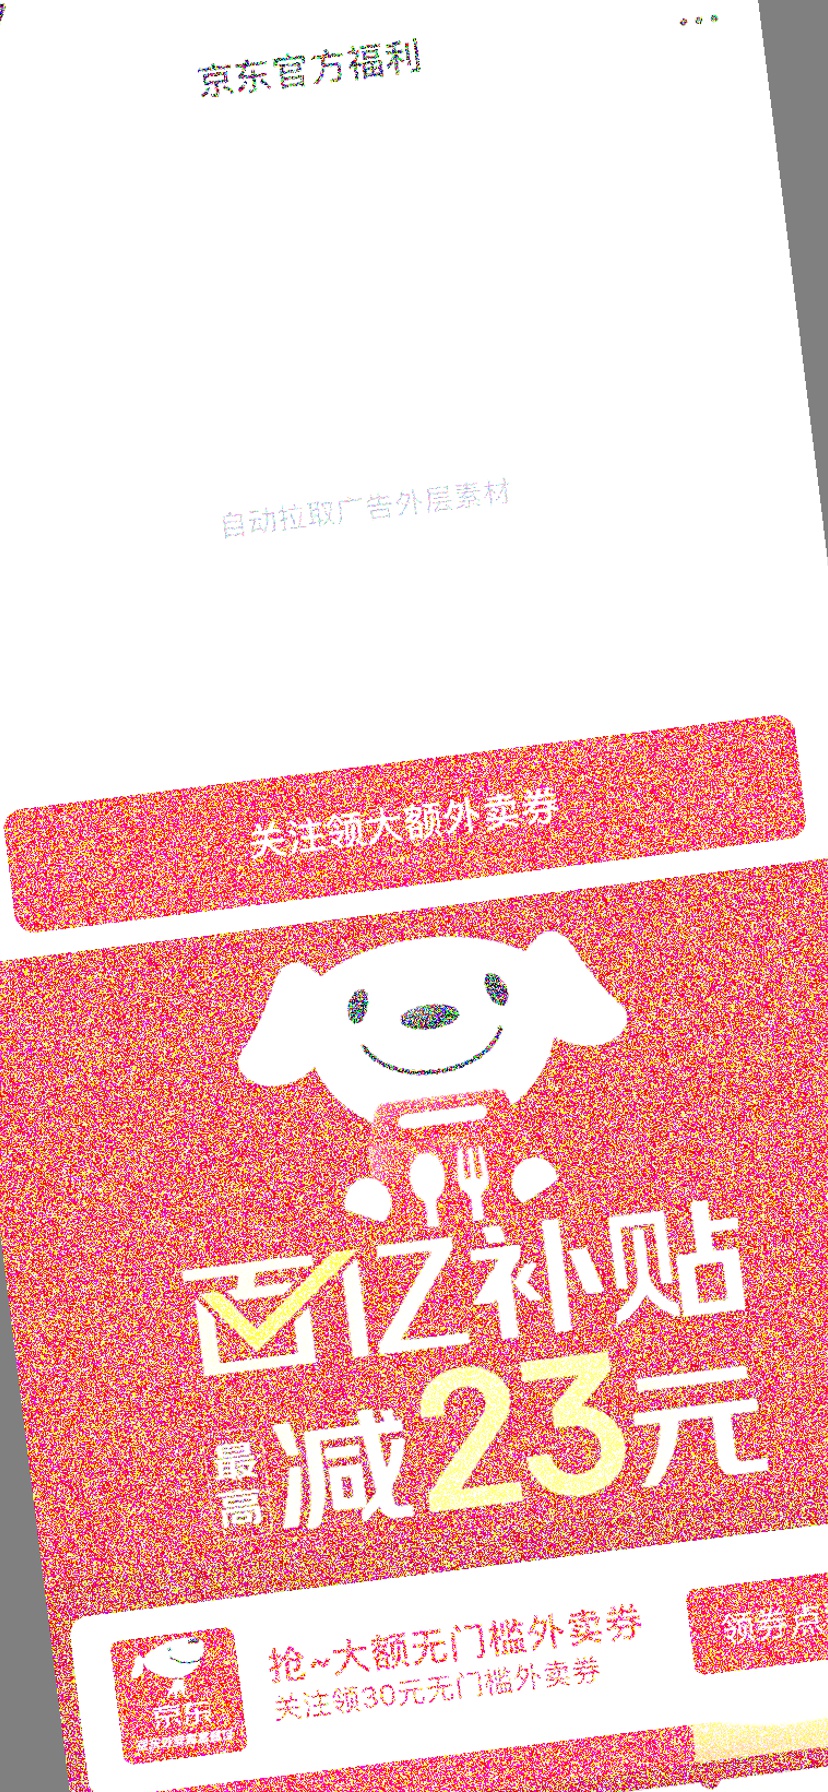 京东官方福利
自动拉取广告外层素材
关注领大额外卖券
百亿补贴
最高减23元
抢~大额无门槛外卖券
关注领30元无门槛外卖券
领券点
京东